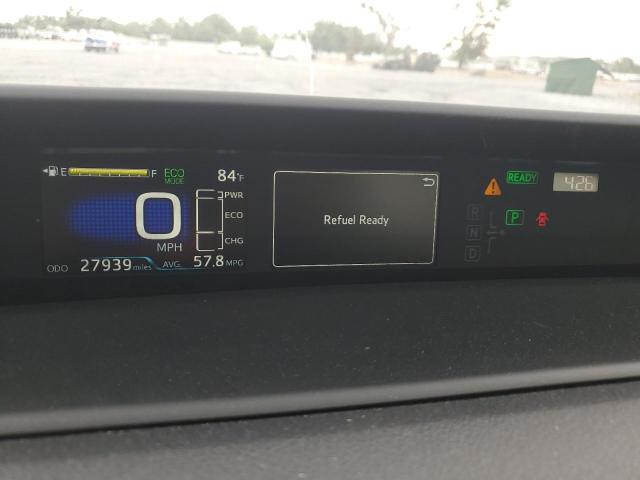 E F ECO MODE 84°F
0 MPH
PWR
ECO
CHG
ODO 27939 miles AVG. 57.8 MPG
Refuel Ready
READY 4:26
R
N
D
P